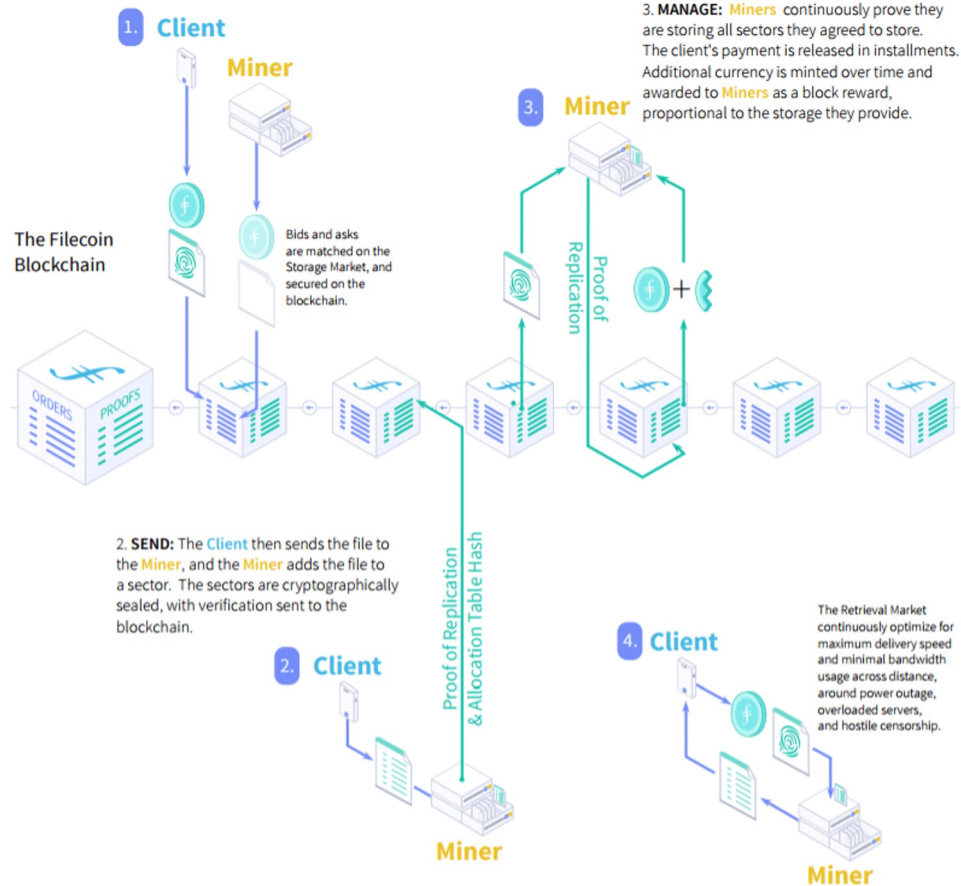 1. Client
Miner
The Filecoin
Blockchain
Bids and asks
are matched on the
Storage Market, and
secured on the
blockchain.
3. MANAGE: Miners continuously prove they
are storing all sectors they agreed to store.
The client's payment is released in installments.
Additional currency is minted over time and
awarded to Miners as a block reward,
proportional to the storage they provide.
3. Miner
Proof of
Replication
+
ORDERS
PROOFS
2. SEND: The Client then sends the file to
the Miner, and the Miner adds the file to
a sector. The sectors are cryptographically
sealed, with verification sent to the
blockchain.
Proof of Replication
& Allocation Table Hash
2. Client
Miner
4. Client
The Retrieval Market
continuously optimize for
maximum delivery speed
and minimal bandwidth
usage across distance,
around power outage,
overloaded servers,
and hostile censorship.
Miner